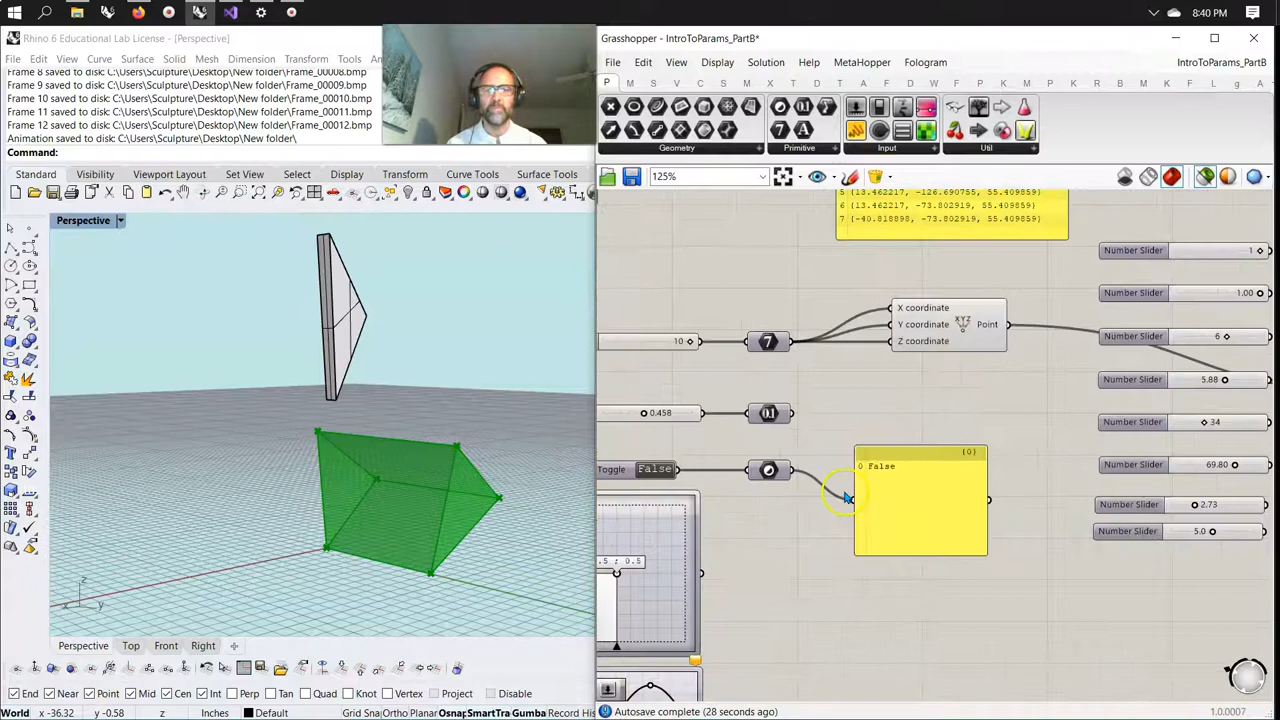 8:40 PM
Rhino 6 Educational Lab License - [Perspective]
Grasshopper - IntroToParams_PartB*
File Edit View Curve Surface Solid Mesh Dimension Transform Tools
File Edit View Display Solution Help MetaHopper Fologram
IntroToParams_PartB
Frame 8 saved to disk: C:\Users\Sculpture\Desktop\New folder\Frame_00008.bmp
Frame 9 saved to disk: C:\Users\Sculpture\Desktop\New folder\Frame_00009.bmp
Frame 10 saved to disk: C:\Users\Sculpture\Desktop\New folder\Frame_00010.bmp
Frame 11 saved to disk: C:\Users\Sculpture\Desktop\New folder\Frame_00011.bmp
Frame 12 saved to disk: C:\Users\Sculpture\Desktop\New folder\Frame_00012.bmp
Animation saved to disk: C:\Users\Sculpture\Desktop\New folder\
P M S V C S M I T D W L K R B M L F H S g A
Command:
Geometry Primitive Input Util
Standard Display Viewport Layout Set View Select Display Transform Curve Tools Surface Tools
125%
Perspective
5 {13.462217, -126.690755, 55.409859}
6 {13.462217, -73.802919, 55.409859}
7 {-40.818898, -73.802919, 55.409859}
Number Slider 1
Number Slider 1.00
Number Slider 6
Number Slider 5.88
Number Slider 34
Number Slider 69.80
Number Slider 2.73
Number Slider 5.0
X coordinate
Y coordinate
Z coordinate
XYZ
Point
10
7
0.458
0.1
Toggle False
{0}
0 False
.5 ; 0.5
z
x
y
Perspective Top Front Right
End Near Point Mid Cen Int Perp Tan Quad Knot Vertex Project Disable
World x -36.32 y -0.58 z Inches Default Grid Snap Ortho Planar Osnap SmartTra Gumba Record His
Autosave complete (28 seconds ago)
1.0.0007